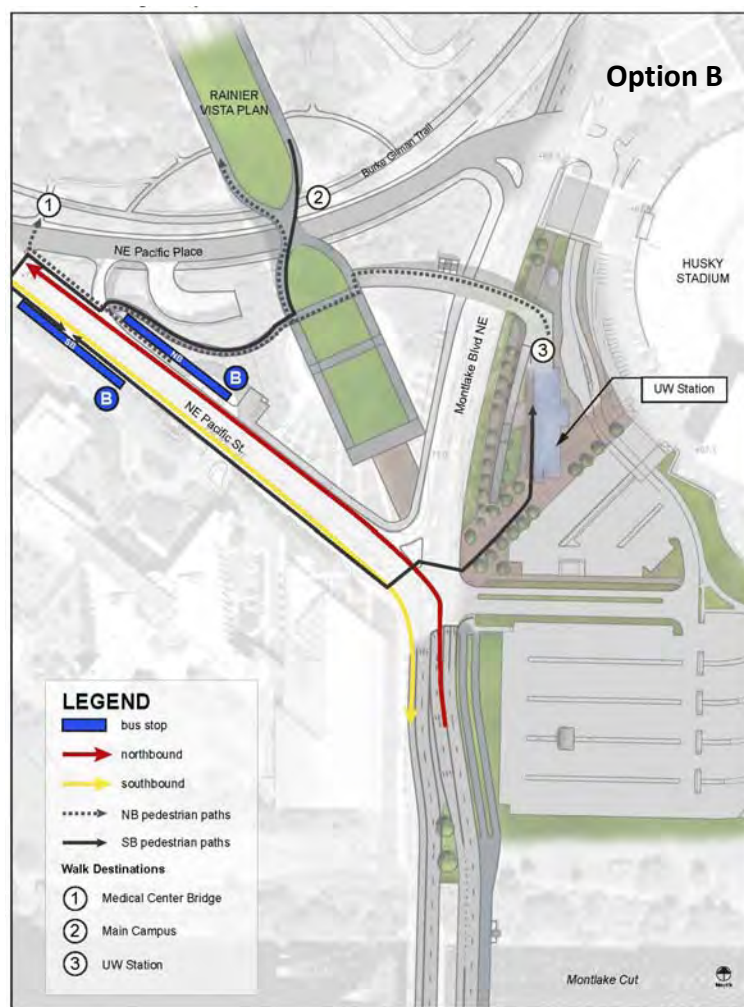 Option B
RAINIER
VISTA PLAN
Burke Gilman Trail
2
1
NE Pacific Place
HUSKY
STADIUM
Montlake Blvd NE
3
SB
NB
B
B
UW Station
NE Pacific St.
LEGEND
bus stop
northbound
southbound
NB pedestrian paths
SB pedestrian paths
Walk Destinations
1 Medical Center Bridge
2 Main Campus
3 UW Station
Montlake Cut
North